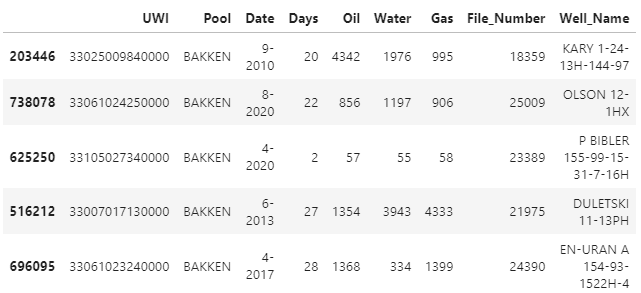 UWI Pool Date Days Oil Water Gas File_Number Well_Name
203446 33025009840000 BAKKEN 9-2010 20 4342 1976 995 18359 KARY 1-24-13H-144-97
738078 33061024250000 BAKKEN 8-2020 22 856 1197 906 25009 OLSON 12-1HX
625250 33105027340000 BAKKEN 4-2020 2 57 55 58 23389 P BIBLER 155-99-15-31-7-16H
516212 33007017130000 BAKKEN 6-2013 27 1354 3943 4333 21975 DULETSKI 11-13PH
696095 33061023240000 BAKKEN 4-2017 28 1368 334 1399 24390 EN-URAN A 154-93-1522H-4